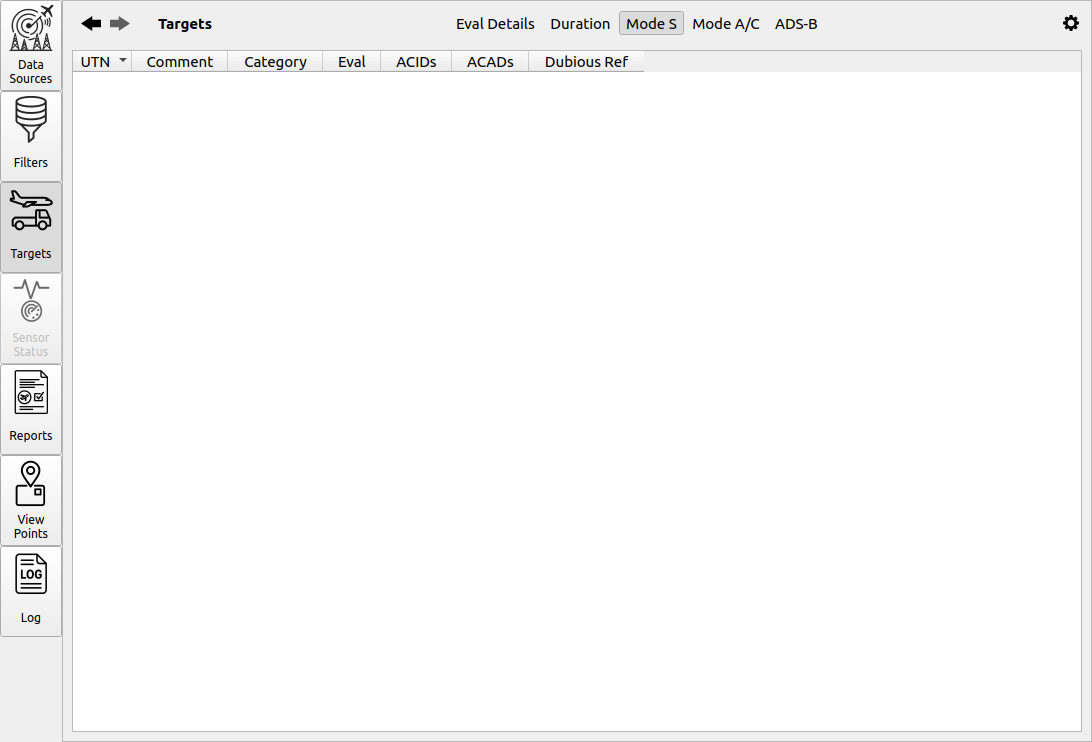 Targets
Eval Details Duration Mode S Mode A/C ADS-B
UTN Comment Category Eval ACIDs ACADs Dubious Ref
Data
Sources
Filters
Targets
Sensor
Status
Reports
View
Points
LOG
Log